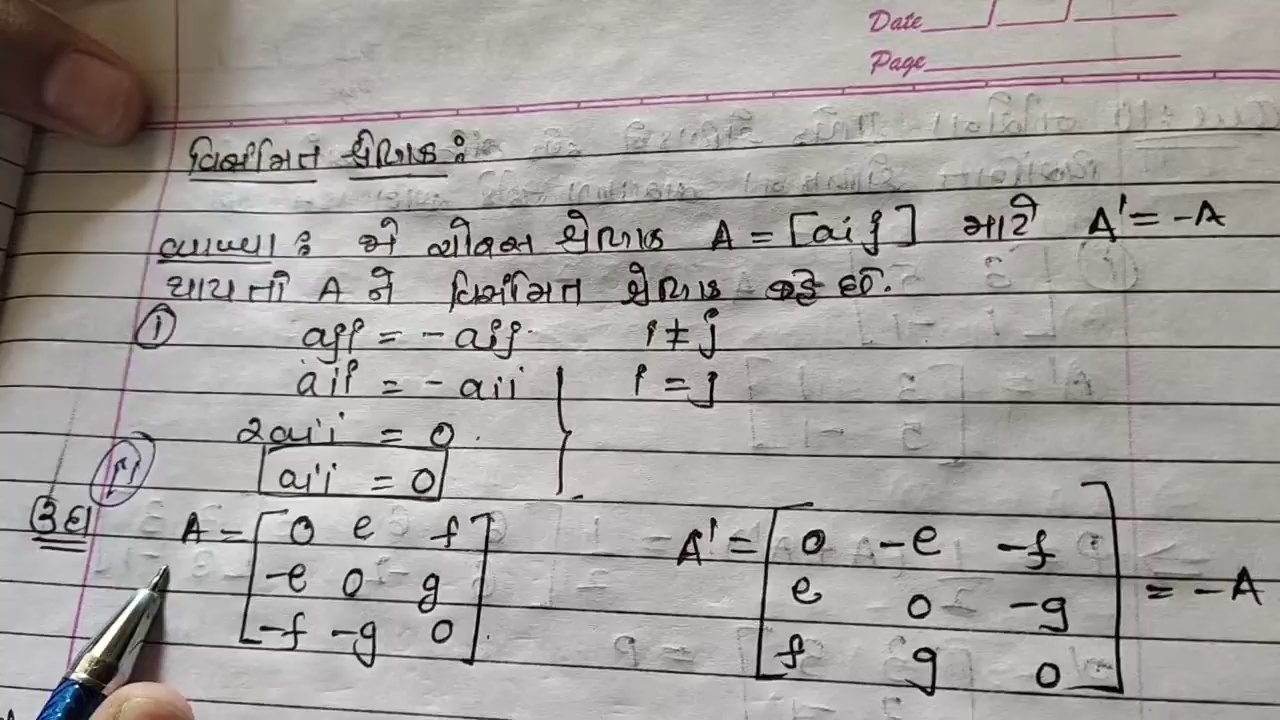 Date
Page
વિસંમિત શ્રેણિક :
વ્યાખ્યા : જો ચોરસ શ્રેણિક A = [aij] માટે A' = -A
થાય તો A ને વિસંમિત શ્રેણિક કહે છે.
① aji = - aij i ≠ j
aii = - aii i = j
2aii = 0
aii = 0
ઉદા A = [ 0 e f A' = [ 0 -e -f
-e 0 g e 0 -g = -A
-f -g 0 ] f g 0 ]